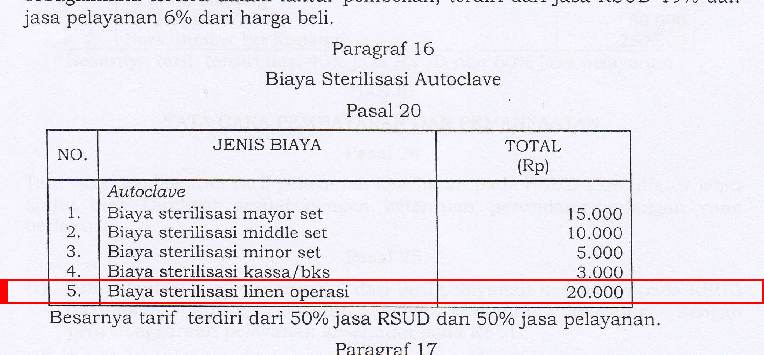 jasa pelayanan 6% dari harga beli.
Paragraf 16
Biaya Sterilisasi Autoclave
Pasal 20
NO. JENIS BIAYA TOTAL (Rp)
Autoclave
1. Biaya sterilisasi mayor set 15.000
2. Biaya sterilisasi middle set 10.000
3. Biaya sterilisasi minor set 5.000
4. Biaya sterilisasi kassa/bks 3.000
5. Biaya sterilisasi linen operasi 20.000
Besarnya tarif terdiri dari 50% jasa RSUD dan 50% jasa pelayanan.
Paragraf 17